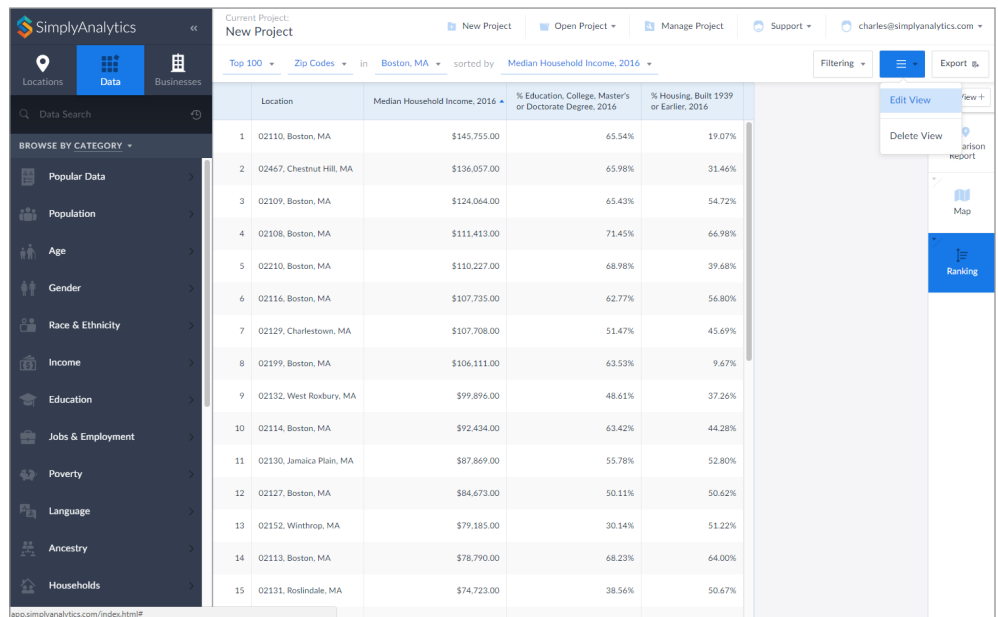 SimplyAnalytics «
Current Project:
New Project
New Project
Open Project
Manage Project
Support
charles@simplyanalytics.com
Locations
Data
Businesses
Top 100 Zip Codes in Boston, MA sorted by Median Household Income, 2016
Filtering
Export
Edit View
Delete View
View +
Report
Map
Ranking
Data Search
BROWSE BY CATEGORY
Popular Data
Population
Age
Gender
Race & Ethnicity
Income
Education
Jobs & Employment
Poverty
Language
Ancestry
Households
app.simplyanalytics.com/index.html#
Location Median Household Income, 2016 % Education, College, Master's % Housing, Built 1939
or Doctorate Degree, 2016 or Earlier, 2016
1 02110, Boston, MA $145,755.00 65.54% 19.07%
2 02467, Chestnut Hill, MA $136,057.00 65.98% 31.46%
3 02109, Boston, MA $124,064.00 65.43% 54.72%
4 02108, Boston, MA $111,413.00 71.45% 66.98%
5 02210, Boston, MA $110,227.00 68.98% 39.68%
6 02116, Boston, MA $107,735.00 62.77% 56.80%
7 02129, Charlestown, MA $107,708.00 51.47% 45.69%
8 02199, Boston, MA $106,111.00 63.53% 9.67%
9 02132, West Roxbury, MA $99,896.00 48.61% 37.26%
10 02114, Boston, MA $92,434.00 63.42% 44.28%
11 02130, Jamaica Plain, MA $87,869.00 55.78% 52.80%
12 02127, Boston, MA $84,673.00 50.11% 50.62%
13 02152, Winthrop, MA $79,185.00 30.14% 51.22%
14 02113, Boston, MA $78,790.00 68.23% 64.00%
15 02131, Roslindale, MA $74,723.00 38.56% 50.67%